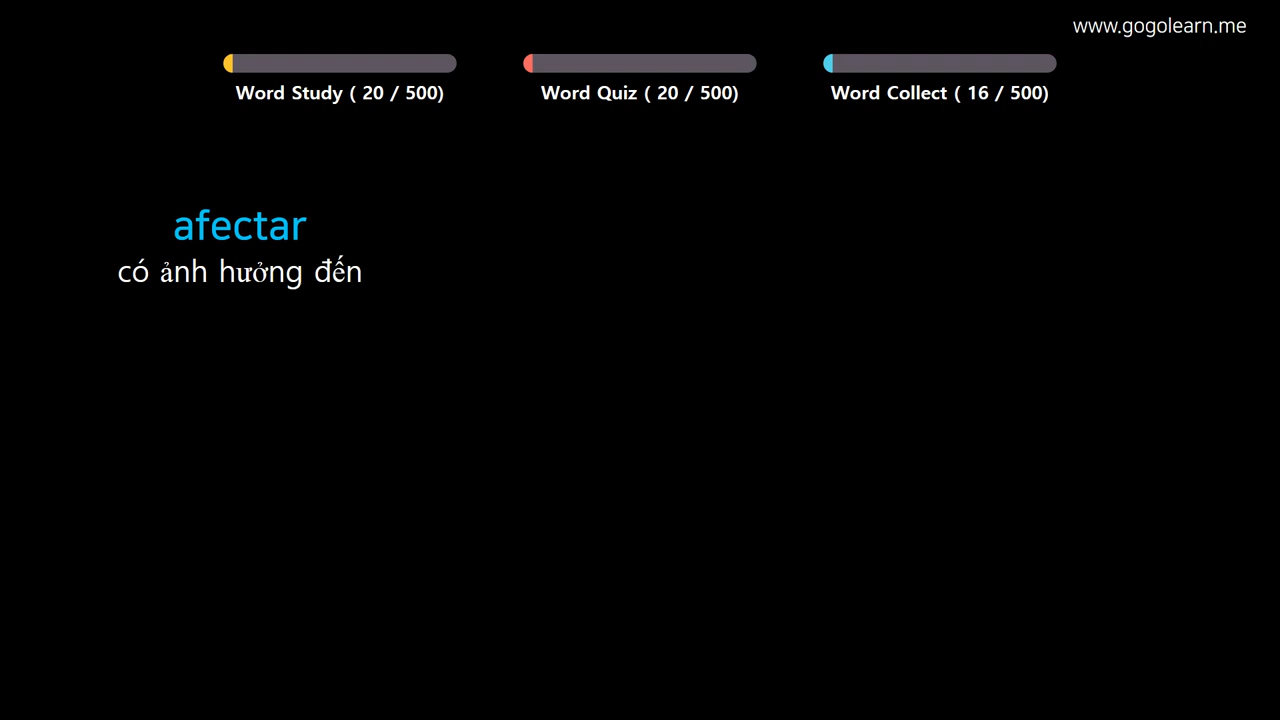 www.gogolearn.me
Word Study ( 20 / 500)
Word Quiz ( 20 / 500)
Word Collect ( 16 / 500)
afectar
có ảnh hưởng đến